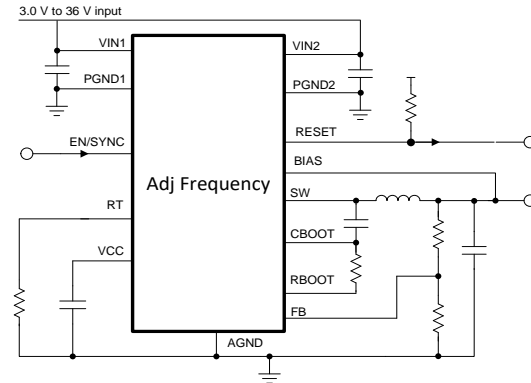 3.0 V to 36 V input
VIN1
VIN2
PGND1
PGND2
RESET
EN/SYNC
BIAS
Adj Frequency
SW
RT
CBOOT
VCC
RBOOT
FB
AGND